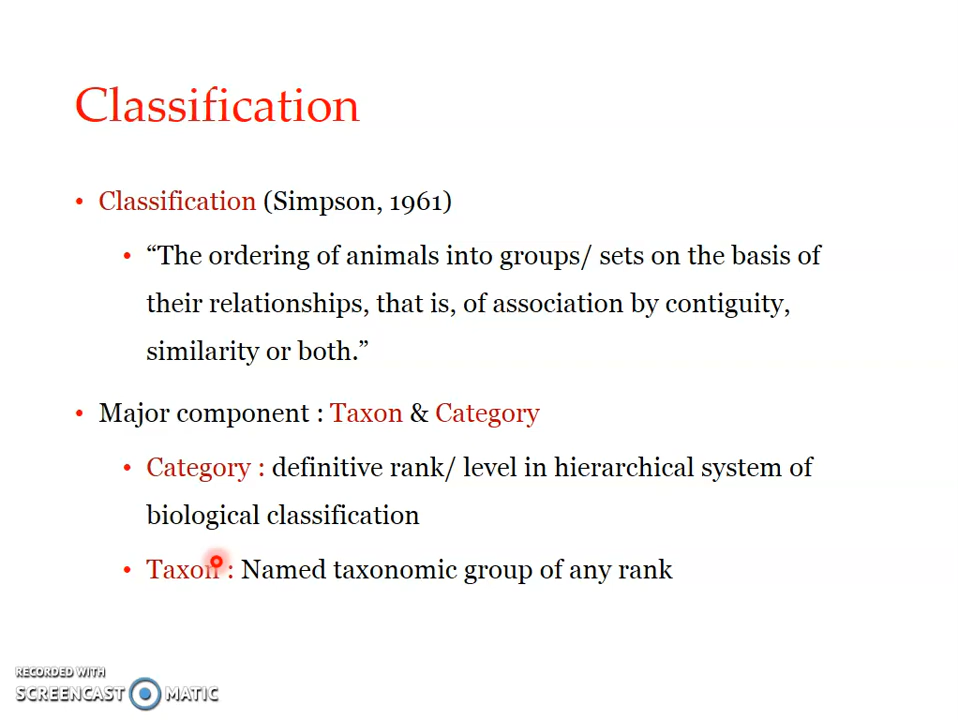 Classification
• Classification (Simpson, 1961)
• “The ordering of animals into groups/ sets on the basis of
their relationships, that is, of association by contiguity,
similarity or both.”
• Major component : Taxon & Category
• Category : definitive rank/ level in hierarchical system of
biological classification
• Taxon : Named taxonomic group of any rank
RECORDED WITH
SCREENCAST MATIC